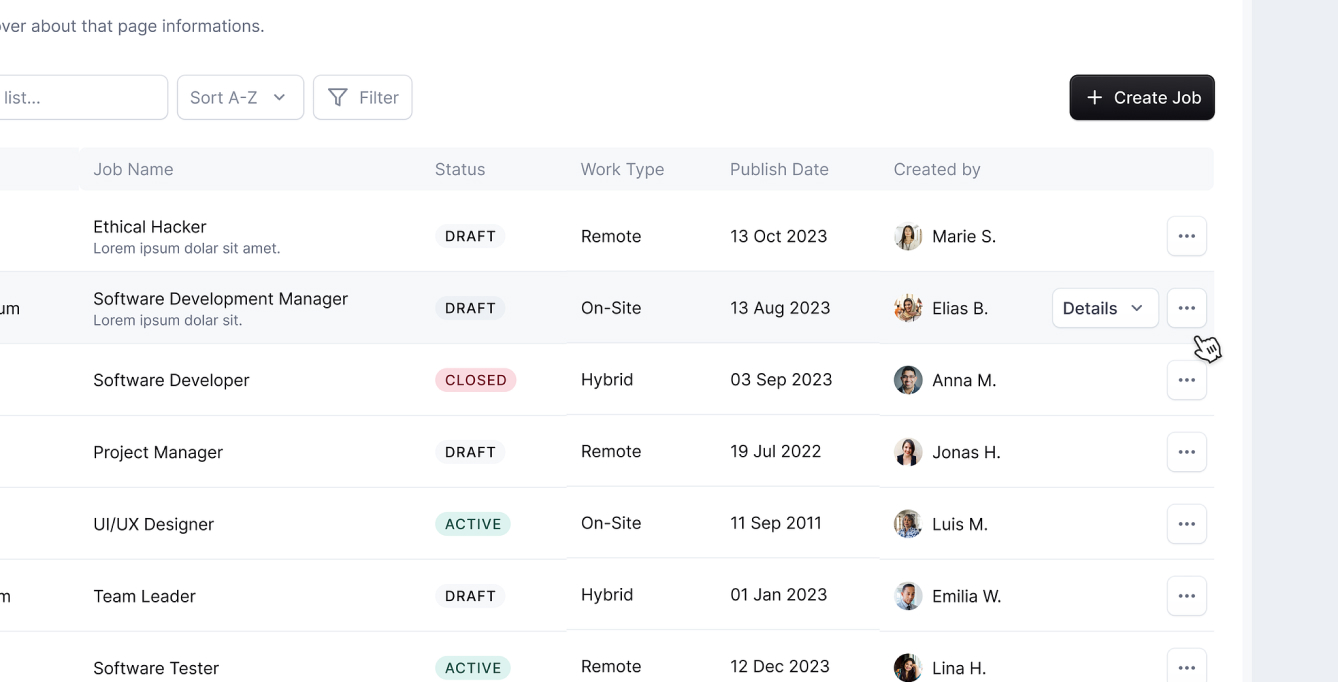 over about that page informations.
list...
Sort A-Z
Filter
Create Job
Job Name Status Work Type Publish Date Created by
Ethical Hacker DRAFT Remote 13 Oct 2023 Marie S.
Lorem ipsum dolar sit amet.
um Software Development Manager DRAFT On-Site 13 Aug 2023 Elias B. Details
Lorem ipsum dolar sit.
Software Developer CLOSED Hybrid 03 Sep 2023 Anna M.
Project Manager DRAFT Remote 19 Jul 2022 Jonas H.
UI/UX Designer ACTIVE On-Site 11 Sep 2011 Luis M.
m Team Leader DRAFT Hybrid 01 Jan 2023 Emilia W.
Software Tester ACTIVE Remote 12 Dec 2023 Lina H.